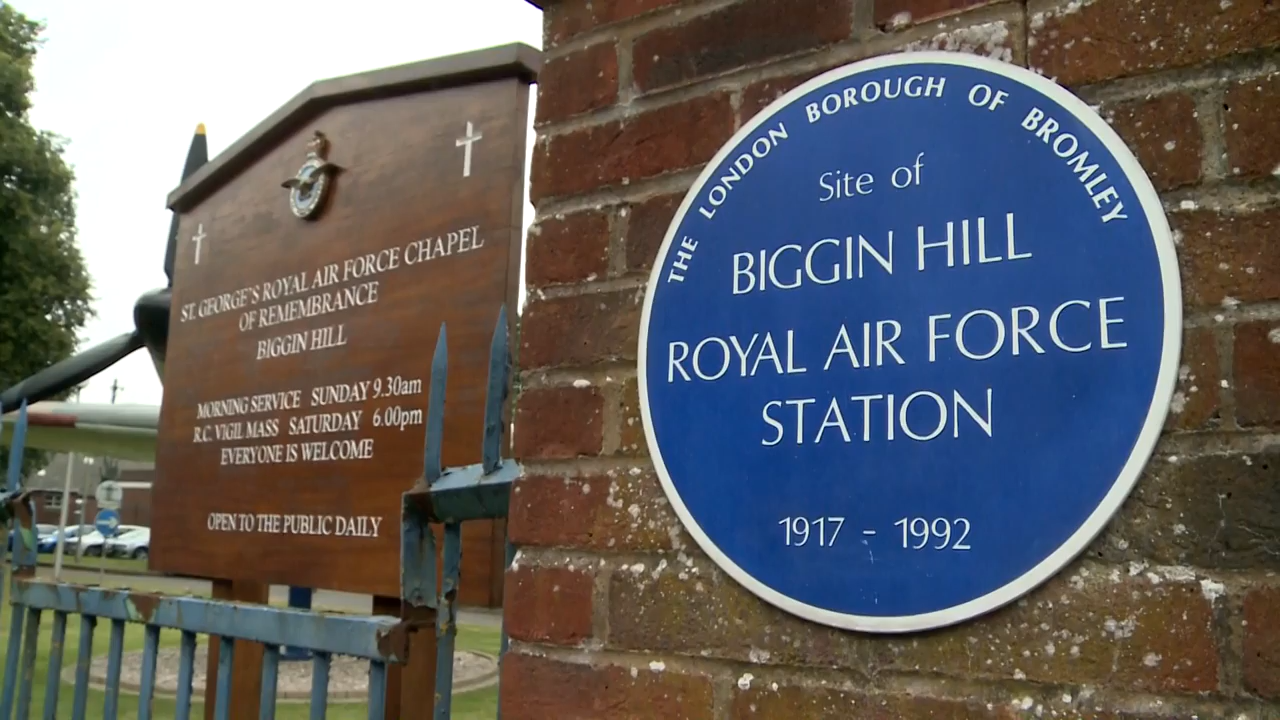 ST. GEORGE'S ROYAL AIR FORCE CHAPEL
OF REMEMBRANCE
BIGGIN HILL
MORNING SERVICE SUNDAY 9.30am
R.C. VIGIL MASS SATURDAY 6.00pm
EVERYONE IS WELCOME
OPEN TO THE PUBLIC DAILY
THE LONDON BOROUGH OF BROMLEY
Site of
BIGGIN HILL
ROYAL AIR FORCE
STATION
1917 - 1992